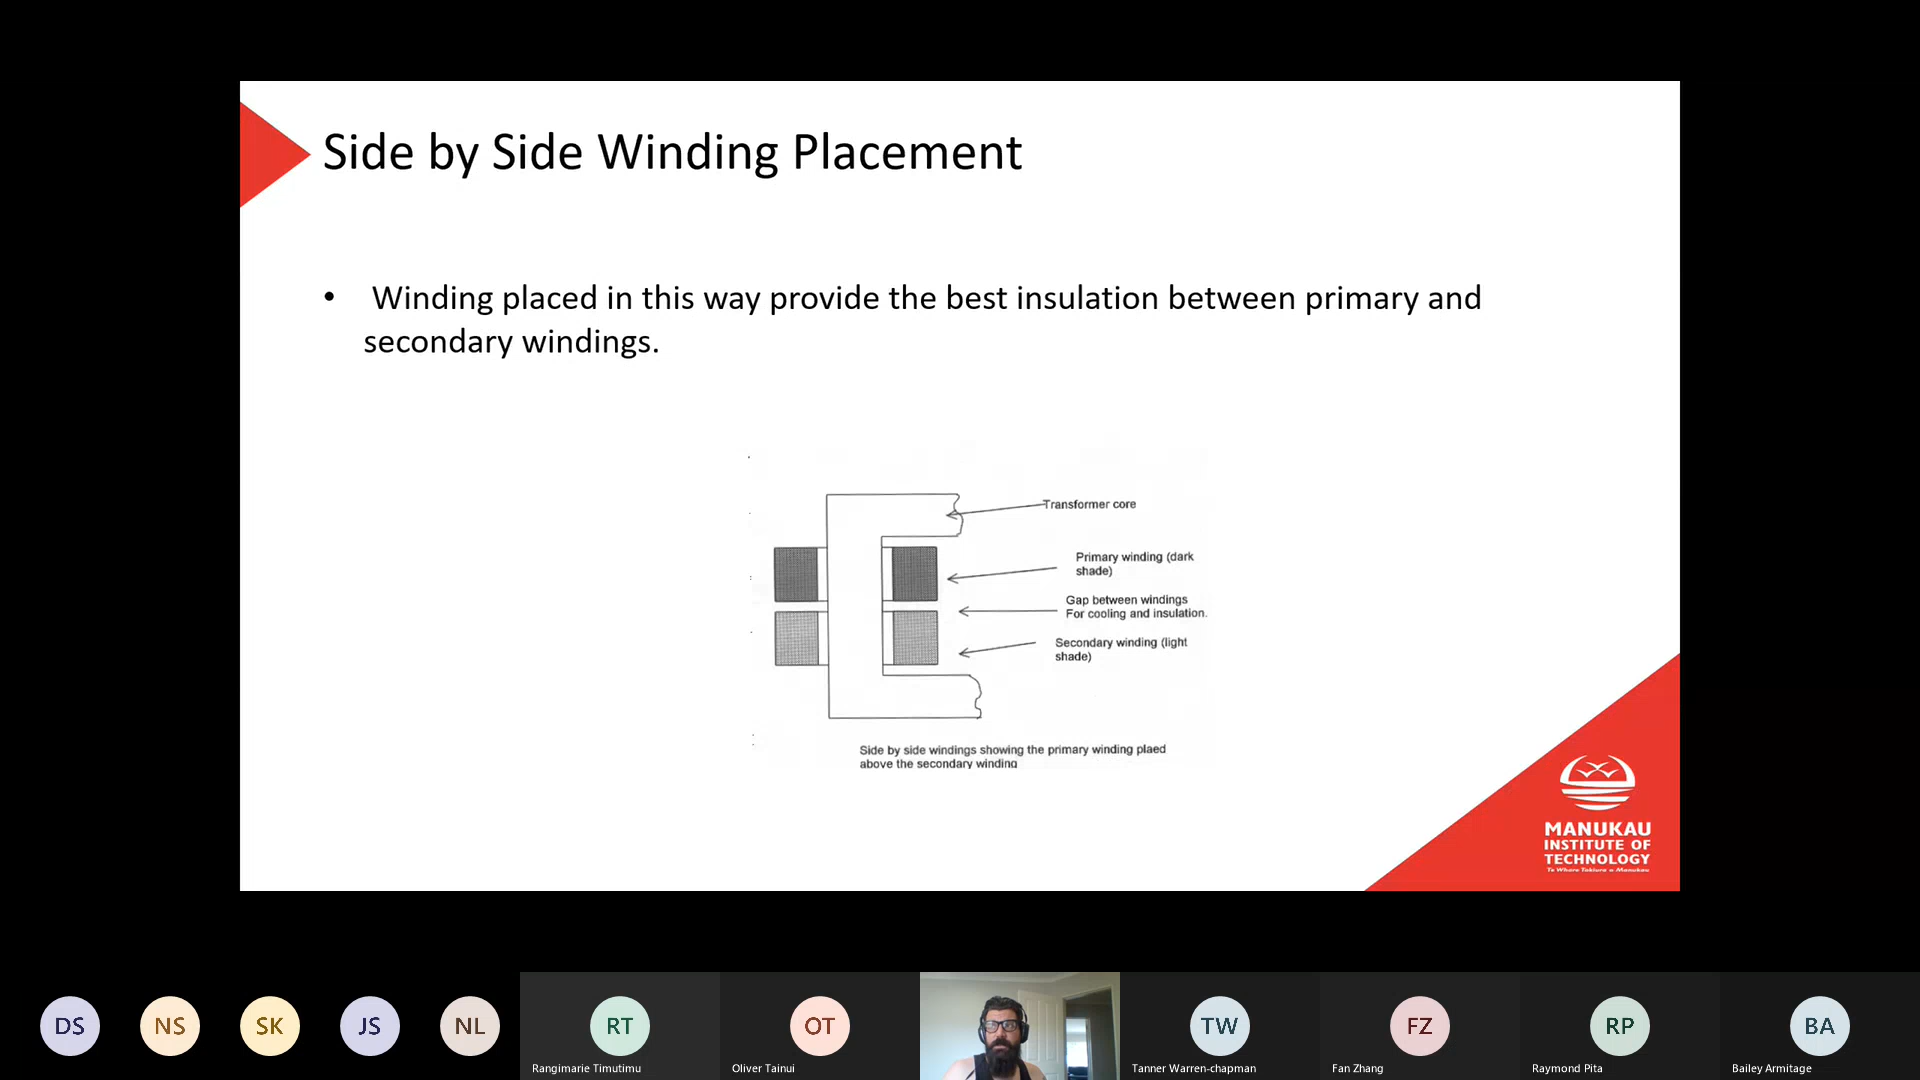 Side by Side Winding Placement
• Winding placed in this way provide the best insulation between primary and
secondary windings.
Transformer core
Primary winding (dark
shade)
Gap between windings
For cooling and insulation.
Secondary winding (light
shade)
Side by side windings showing the primary winding plaed
above the secondary winding
MANUKAU
INSTITUTE OF
TECHNOLOGY
Te Whare Takiura o Manukau
DS
NS
SK
JS
NL
RT
OT
TW
FZ
RP
BA
Rangimarie Timutimu
Oliver Tainui
Tanner Warren-chapman
Fan Zhang
Raymond Pita
Bailey Armitage